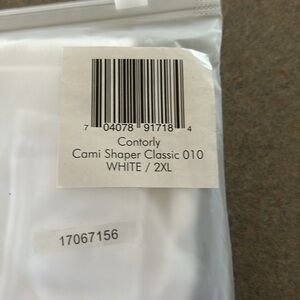 7 04078 91718 4
Contorly
Cami Shaper Classic 010
WHITE / 2XL
17067156